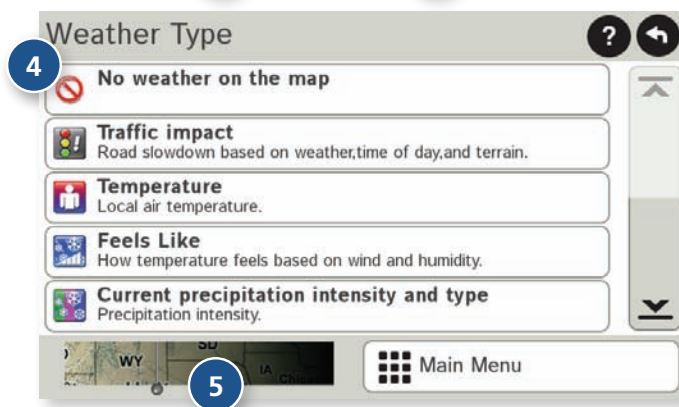 Weather Type
?
4
No weather on the map
Traffic impact
Road slowdown based on weather,time of day,and terrain.
Temperature
Local air temperature.
Feels Like
How temperature feels based on wind and humidity.
Current precipitation intensity and type
Precipitation intensity.
WY
SD
IA
5
Main Menu